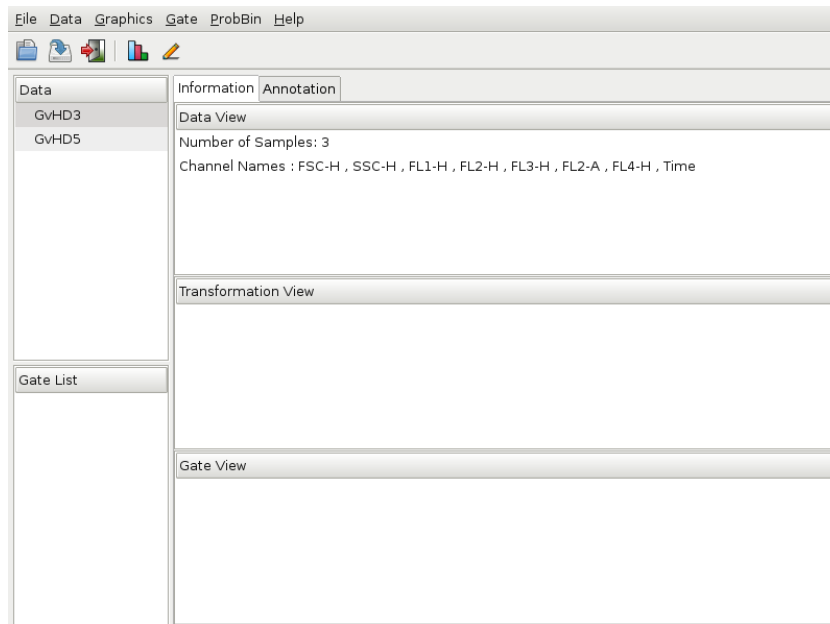 File Data Graphics Gate ProbBin Help
Data
GvHD3
GvHD5
Gate List
Information Annotation
Data View
Number of Samples: 3
Channel Names : FSC-H , SSC-H , FL1-H , FL2-H , FL3-H , FL2-A , FL4-H , Time
Transformation View
Gate View